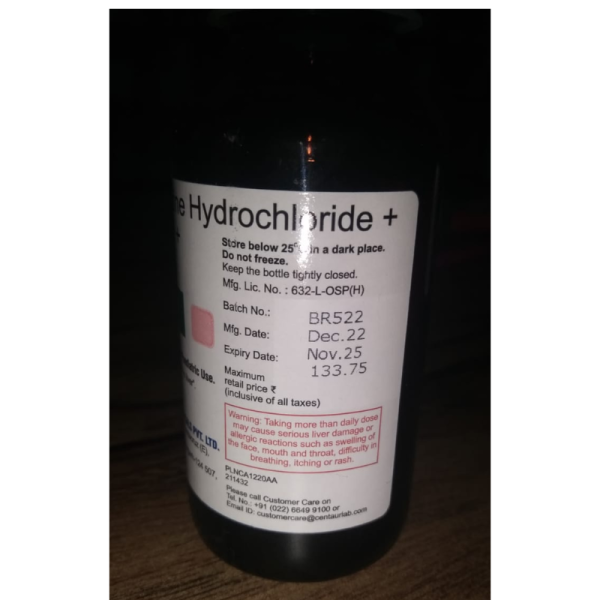 Hydrochloride +
Store below 25° in a dark place.
Do not freeze.
Keep the bottle tightly closed.
Mfg. Lic. No. : 632-L-OSP(H)
Batch No.: BR522
Mfg. Date: Dec.22
Expiry Date: Nov.25
Maximum 133.75
retail price ₹
(inclusive of all taxes)
Use.
Warning: Taking more than daily dose
may cause serious liver damage or
allergic reactions such as swelling of
the face, mouth and throat, difficulty in
breathing, itching or rash.
PVT. LTD.
(E),
PLNCA1220AA
211432
Please call Customer Care on
Tel. No.: +91 (022) 6649 9100 or
Email ID: customercare@centaurlab.com